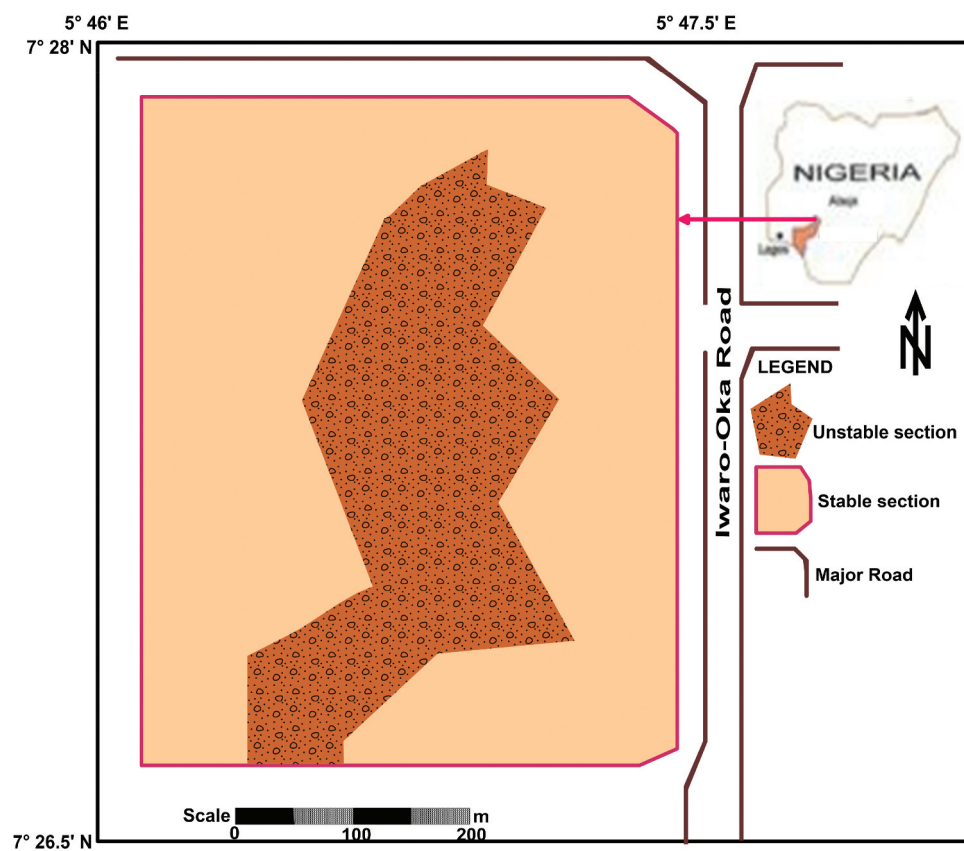 5° 46' E
5° 47.5' E
7° 28' N
NIGERIA
Abuja
Lagos
N
Iwaro-Oka Road
LEGEND
Unstable section
Stable section
Major Road
Scale
m
0
100
200
7° 26.5' N